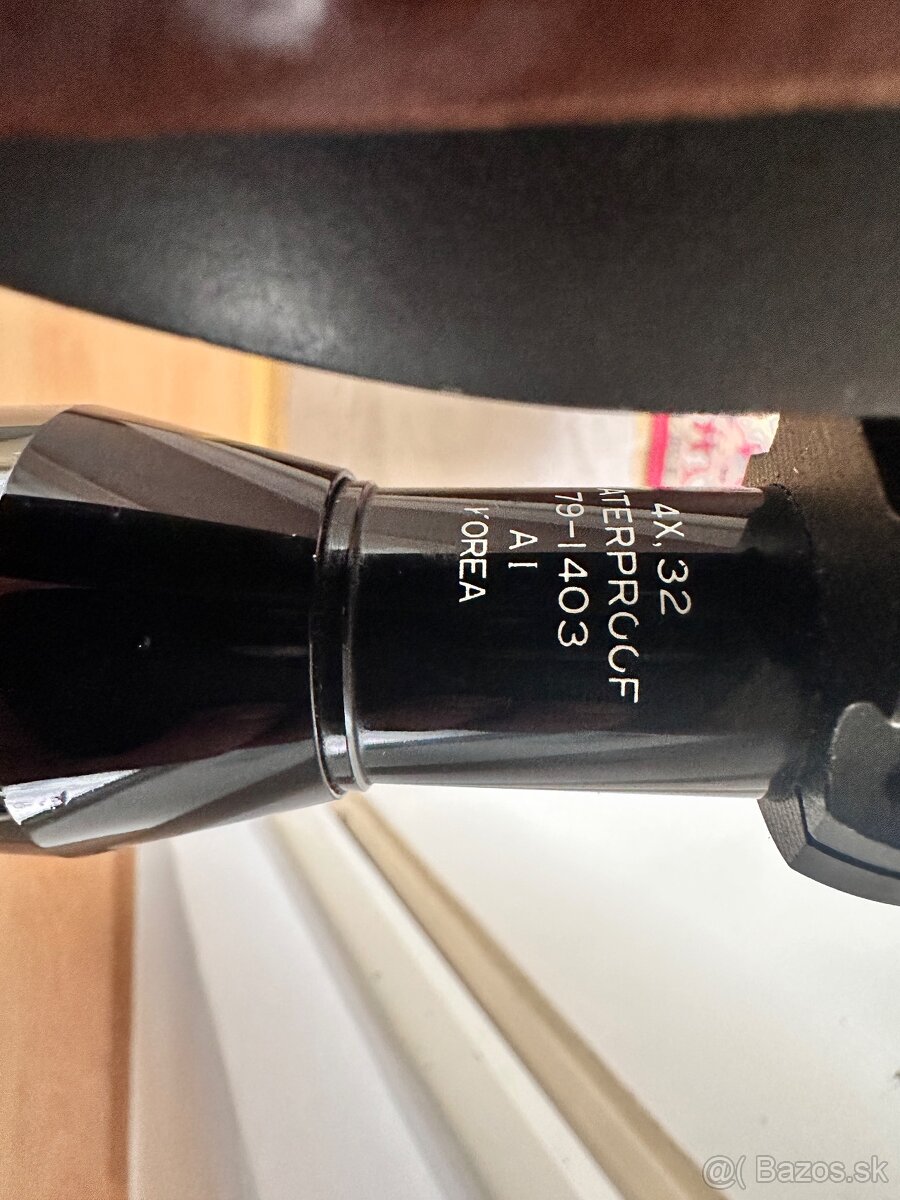 4X,32
ATERPROOF
79-1403
A I
KOREA
@( Bazos.sk